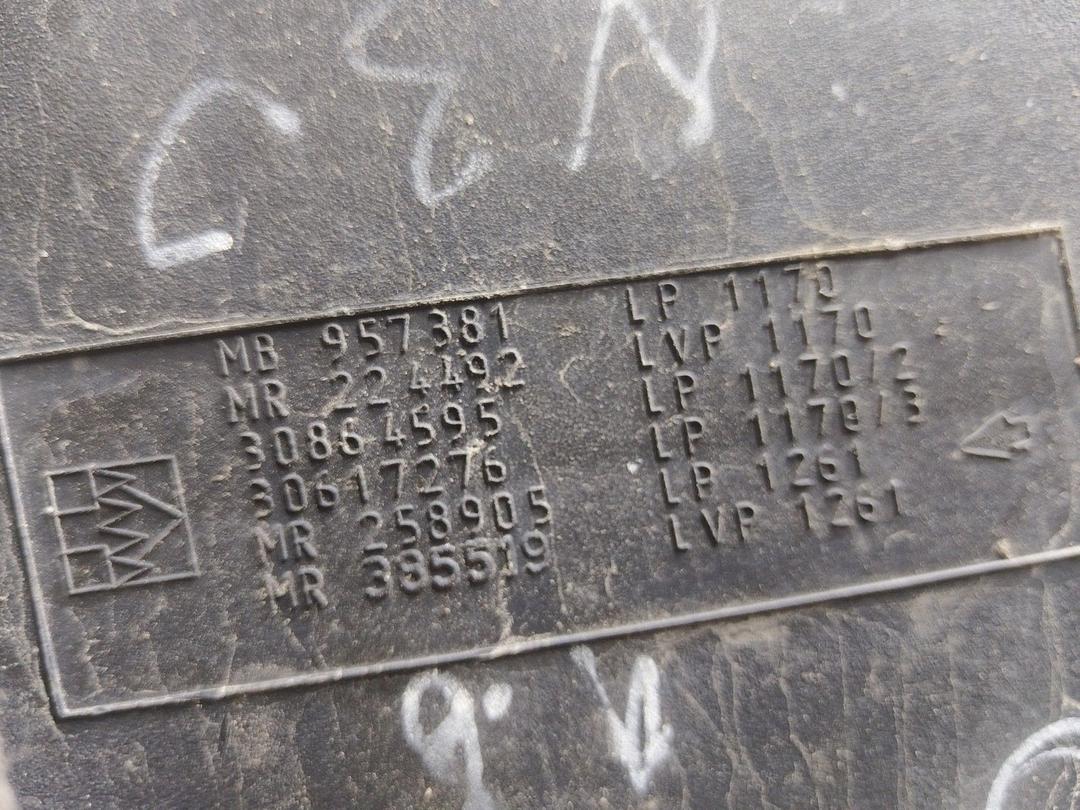 MB 957381
MR 224492
30864595
30617276
MR 258905
MR 385519
LP 1170
LVP 1170
LP 1170/2
LP 1170/3
LP 1261
LVP 1261